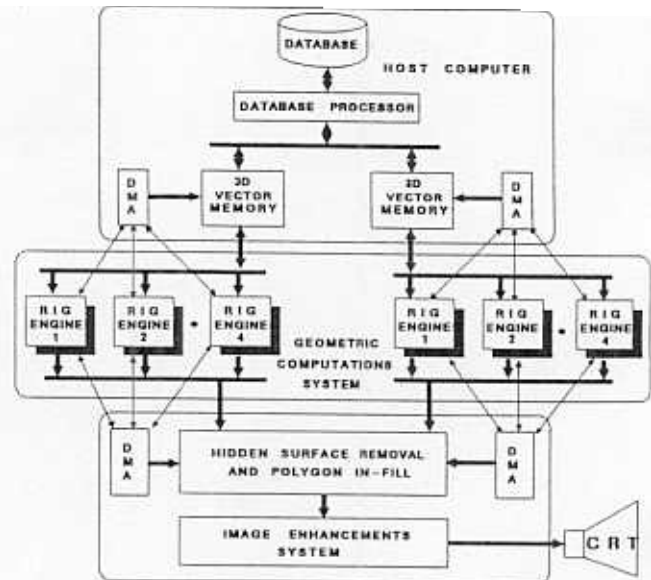 DATABASE
HOST COMPUTER
DATABASE PROCESSOR
DMA
3D
VECTOR
MEMORY
3D
VECTOR
MEMORY
DMA
RIG
ENGINE
1
RIG
ENGINE
2
RIG
ENGINE
4
RIG
ENGINE
1
RIG
ENGINE
2
RIG
ENGINE
4
GEOMETRIC
COMPUTATIONS
SYSTEM
DMA
HIDDEN SURFACE REMOVAL
AND POLYGON IN-FILL
DMA
IMAGE ENHANCEMENTS
SYSTEM
CRT